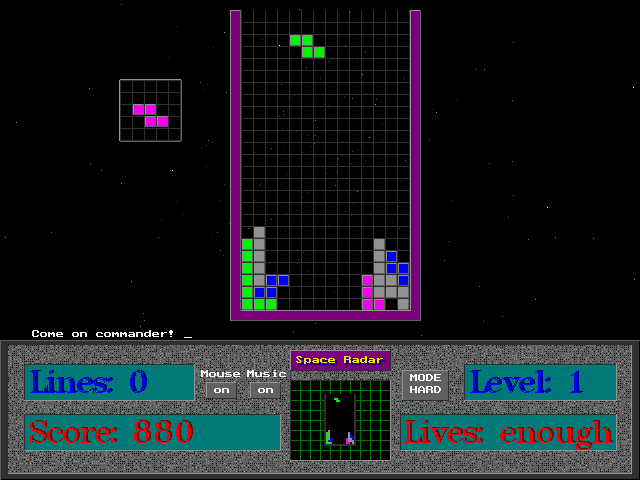 Come on commander! _
Space Radar
Lines: 0
Mouse Music
on on
MODE
HARD
Level: 1
Score: 880
Lives: enough